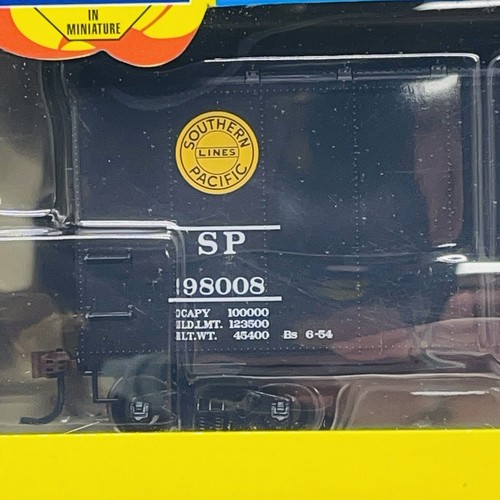 IN
MINIATURE
SOUTHERN
LINES
PACIFIC
SP
98008
CAPY 100000
LD.LMT. 123500
LT.WT. 45400 Bs 6-54